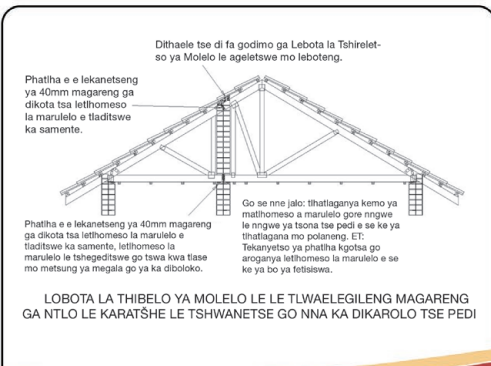 Dithaele tse di fa godimo ga Lebota la Tshirelet-
so ya Molelo le ageletswe mo leboteng.
Phatlha e e lekanetseng
ya 40mm magareng ga
dikota tsa letlhomeso
la marulelo e tladitswe
ka samente.
Phatlha e e lekanetseng ya 40mm magareng
ga dikota tsa letlhomeso la marulelo e
tladitswe ka samente, letlhomeso la
marulelo le tshegeditswe go tswa kwa tlase
mo metsung ya megala go ya ka diboloko.
Go se nne jalo: tlhatlaganya kemo ya
matlhomeso a marulelo gore nngwe
le nngwe ya tsona tse pedi e se ke ya
tlhatlagana mo polaneng. ET:
Tekanyetso ya phatlha kgotsa go
aroganya letlhomeso la marulelo e se
ke ya bo ya fetisiswa.
LOBOTA LA THIBELO YA MOLELO LE LE TLWAELEGILENG MAGARENG
GA NTLO LE KARATŠHE LE TSHWANETSE GO NNA KA DIKAROLO TSE PEDI